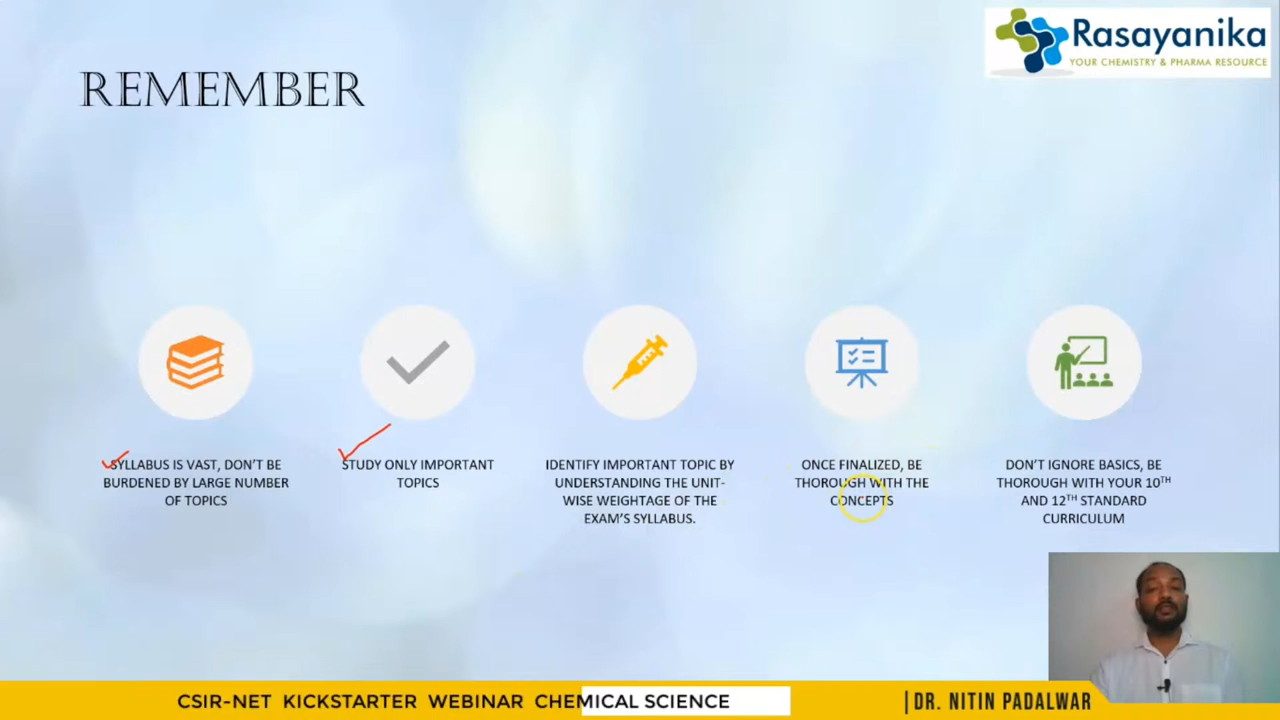 Rasayanika
YOUR CHEMISTRY & PHARMA RESOURCE
REMEMBER
SYLLABUS IS VAST, DON'T BE
BURDENED BY LARGE NUMBER
OF TOPICS
STUDY ONLY IMPORTANT
TOPICS
IDENTIFY IMPORTANT TOPIC BY
UNDERSTANDING THE UNIT-
WISE WEIGHTAGE OF THE
EXAM'S SYLLABUS.
ONCE FINALIZED, BE
THOROUGH WITH THE
CONCEPTS
DON'T IGNORE BASICS, BE
THOROUGH WITH YOUR 10TH
AND 12TH STANDARD
CURRICULUM
CSIR-NET KICKSTARTER WEBINAR CHEMICAL SCIENCE
|DR. NITIN PADALWAR